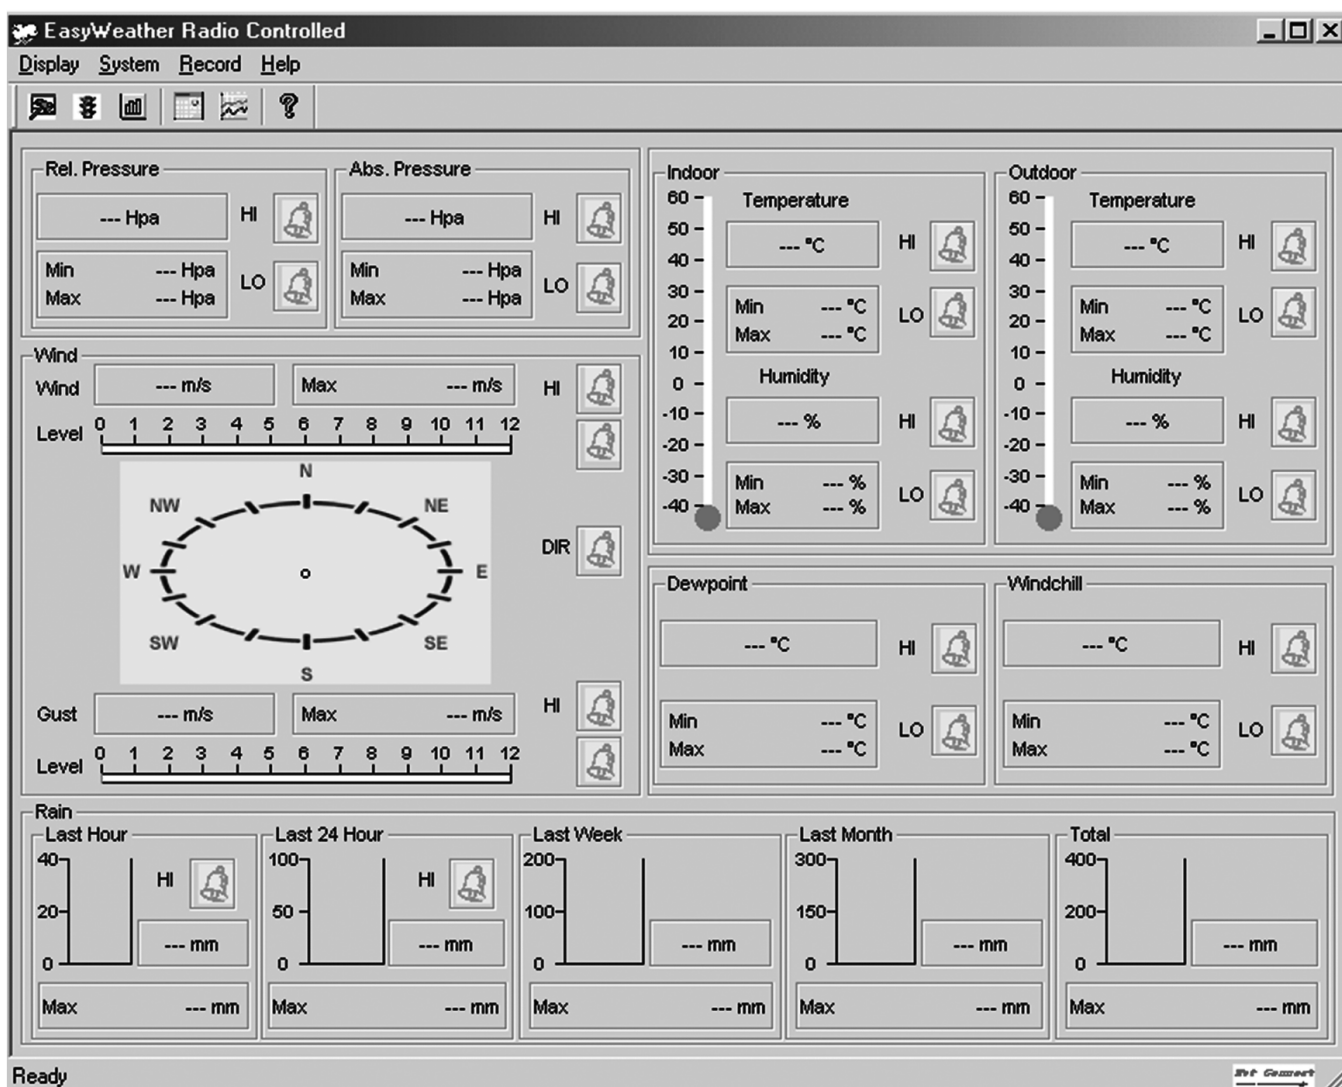 EasyWeather Radio Controlled
Display System Record Help
Rel. Pressure
--- Hpa
HI
Min --- Hpa
Max --- Hpa
LO
Abs. Pressure
--- Hpa
HI
Min --- Hpa
Max --- Hpa
LO
Wind
Wind --- m/s Max --- m/s HI
Level 0 1 2 3 4 5 6 7 8 9 10 11 12
N
NW NE
W E
SW SE
S
DIR
Gust --- m/s Max --- m/s HI
Level 0 1 2 3 4 5 6 7 8 9 10 11 12
Indoor
60
50
40
30
20
10
0
-10
-20
-30
-40
Temperature
--- °C
HI
Min --- °C
Max --- °C
LO
Humidity
--- %
HI
Min --- %
Max --- %
LO
Outdoor
60
50
40
30
20
10
0
-10
-20
-30
-40
Temperature
--- °C
HI
Min --- °C
Max --- °C
LO
Humidity
--- %
HI
Min --- %
Max --- %
LO
Dewpoint
--- °C
HI
Min --- °C
Max --- °C
LO
Windchill
--- °C
HI
Min --- °C
Max --- °C
LO
Rain
Last Hour
40
20
0
HI
--- mm
Max --- mm
Last 24 Hour
100
50
0
HI
--- mm
Max --- mm
Last Week
200
100
0
--- mm
Max --- mm
Last Month
300
150
0
--- mm
Max --- mm
Total
400
200
0
--- mm
Max --- mm
Ready